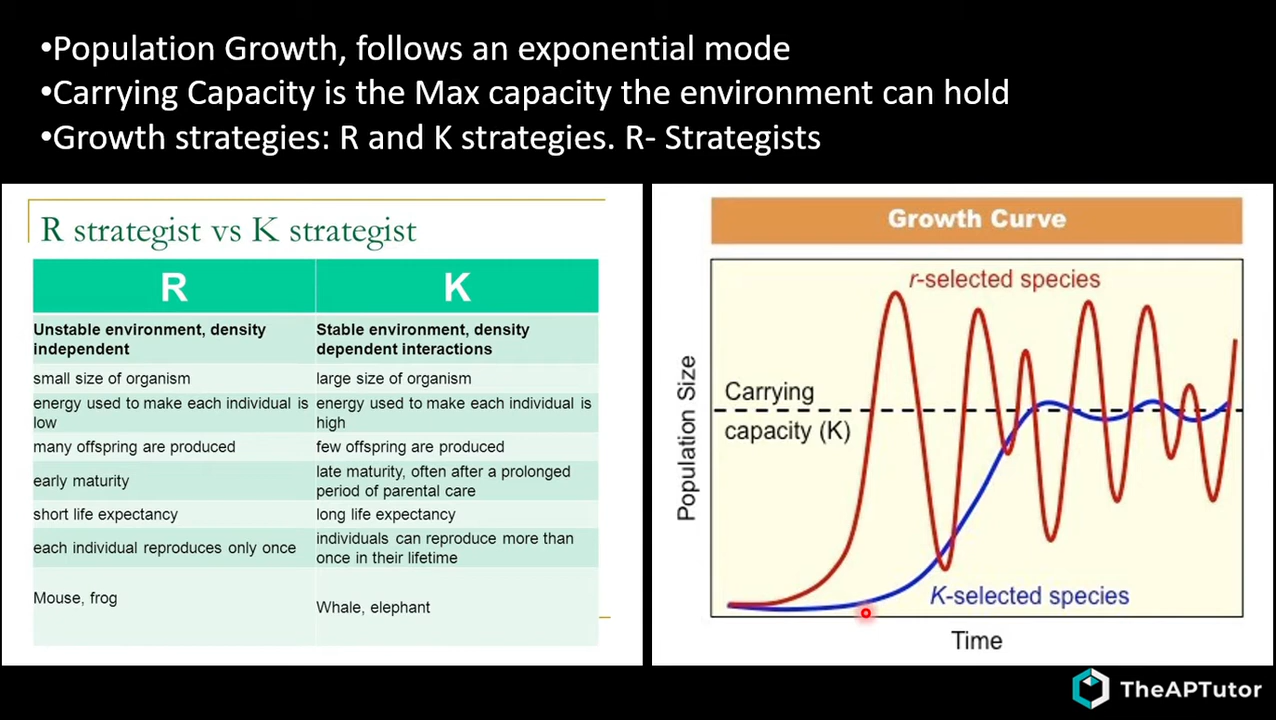 •Population Growth, follows an exponential mode
•Carrying Capacity is the Max capacity the environment can hold
•Growth strategies: R and K strategies. R- Strategists
R strategist vs K strategist
R K
Unstable environment, density
independent
Stable environment, density
dependent interactions
small size of organism
large size of organism
energy used to make each individual is
low
energy used to make each individual is
high
many offspring are produced
few offspring are produced
early maturity
late maturity, often after a prolonged
period of parental care
short life expectancy
long life expectancy
each individual reproduces only once
individuals can reproduce more than
once in their lifetime
Mouse, frog
Whale, elephant
Growth Curve
r-selected species
Population Size
Carrying
capacity (K)
K-selected species
Time
TheAPTutor